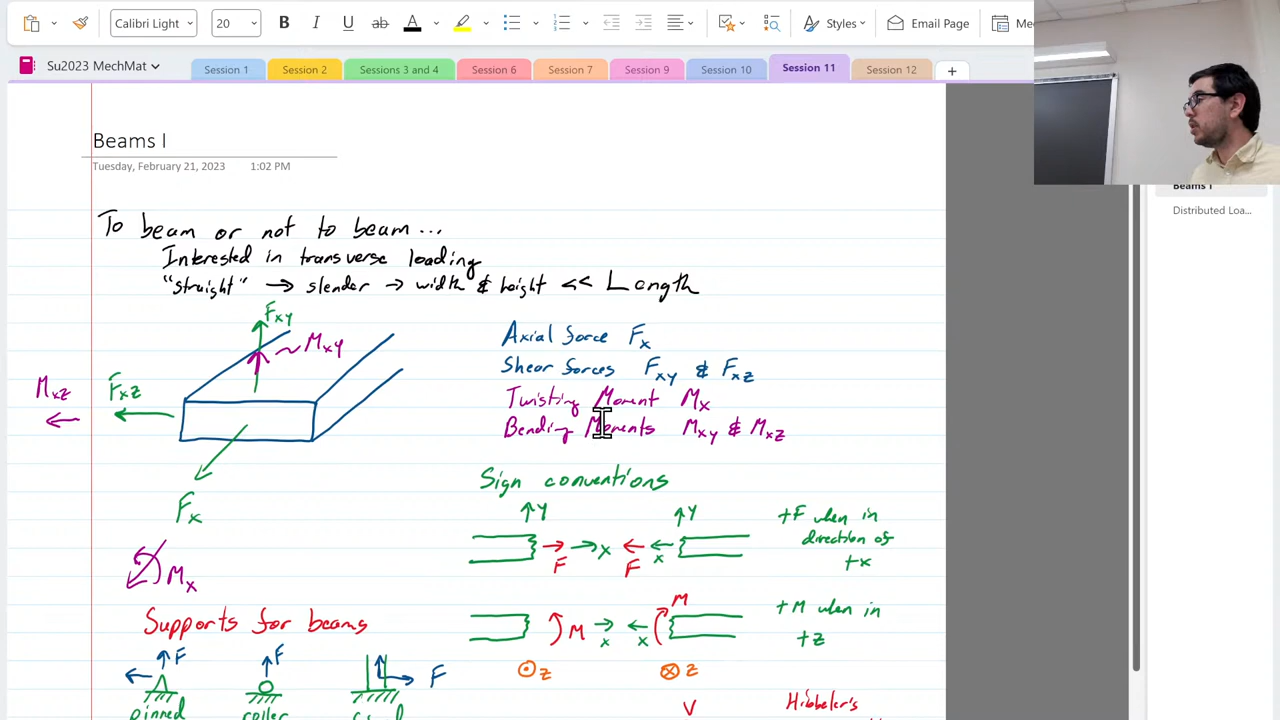 Calibri Light
20
B
I
U
ab
A
Styles
Email Page
Me
Su2023 MechMat
Session 1
Session 2
Sessions 3 and 4
Session 6
Session 7
Session 9
Session 10
Session 11
Session 12
+
Beams I
Distributed Loa...
Beams I
Tuesday, February 21, 2023
1:02 PM
To beam or not to beam...
Interested in transverse loading
"straight" → slender → width & height << Length
Fxy
Mxy
Mxz
Fxz
Fx
Mx
Axial force Fx
Shear forces Fxy & Fxz
Twisting Moment Mx
Bending Moments Mxy & Mxz
Sign conventions
Y
Y
x
F
F
x
+F when in
direction of
+x
M
M
x
x
+M when in
+z
z
z
Supports for beams
F
F
F
pinned
roller
V
Hibbeler's